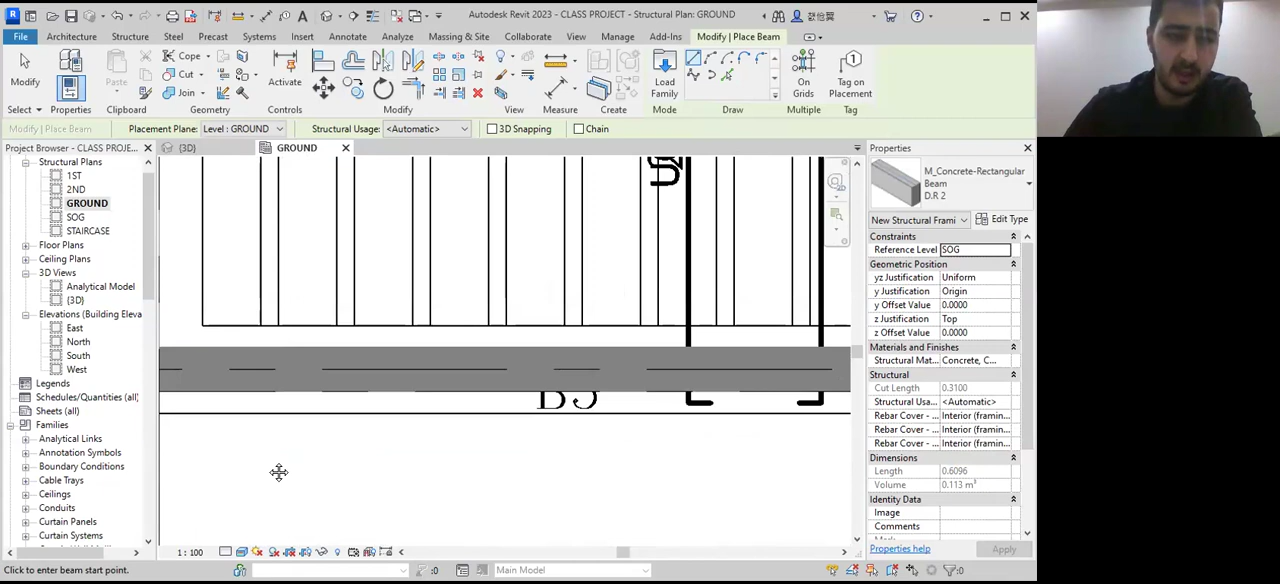 Autodesk Revit 2023 - CLASS PROJECT - Structural Plan: GROUND
File Architecture Structure Steel Precast Systems Insert Annotate Analyze Massing & Site Collaborate View Manage Add-Ins Modify | Place Beam
Modify Paste Cope Cut Join Activate Load Family On Grids Tag on Placement
Select Properties Clipboard Geometry Controls Modify View Measure Create Mode Draw Multiple Tag
Modify | Place Beam Placement Plane: Level : GROUND Structural Usage: <Automatic> 3D Snapping Chain
Project Browser - CLASS PROJE...
{3D}
GROUND
Structural Plans
1ST
2ND
GROUND
SOG
STAIRCASE
Floor Plans
Ceiling Plans
3D Views
Analytical Model
{3D}
Elevations (Building Eleva
East
North
South
West
Legends
Schedules/Quantities (all)
Sheets (all)
Families
Analytical Links
Annotation Symbols
Boundary Conditions
Cable Trays
Ceilings
Conduits
Curtain Panels
Curtain Systems
1 : 100
Properties
M_Concrete-Rectangular
Beam
D.R 2
New Structural Frami Edit Type
Constraints
Reference Level SOG
Geometric Position
yz Justification Uniform
y Justification Origin
y Offset Value 0.0000
z Justification Top
z Offset Value 0.0000
Materials and Finishes
Structural Mat... Concrete, C...
Structural
Cut Length 0.3100
Structural Usa... <Automatic>
Rebar Cover - ... Interior (framin...
Rebar Cover - ... Interior (framin...
Rebar Cover - ... Interior (framin...
Dimensions
Length 0.6096
Volume 0.113 m³
Identity Data
Image
Comments
Properties help Apply
Click to enter beam start point. :0 Main Model :0